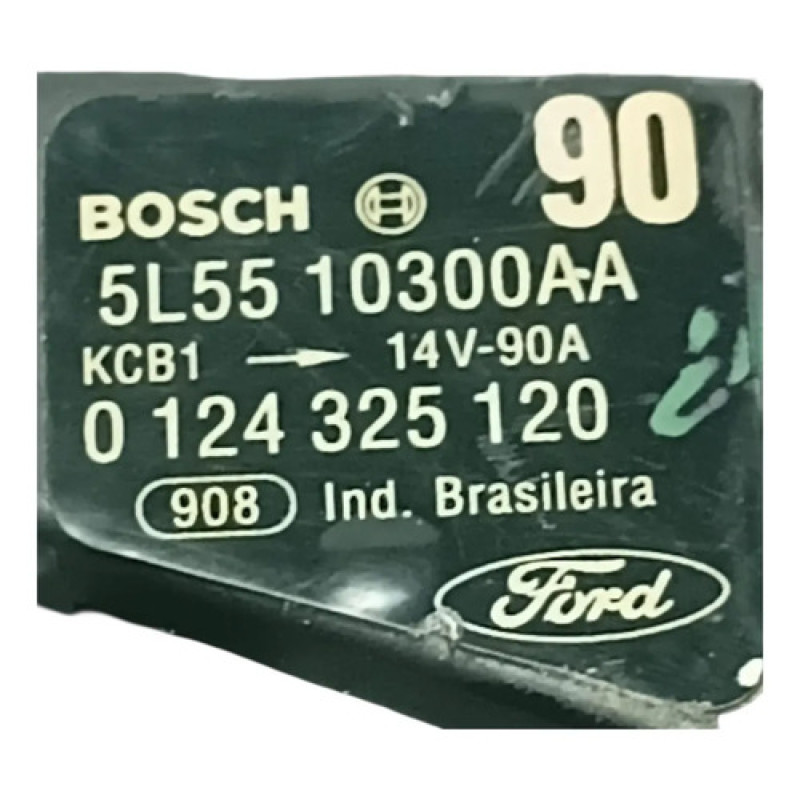 90
BOSCH
5L55 10300AA
KCB1 → 14V-90A
0 124 325 120
908 Ind. Brasileira
Ford